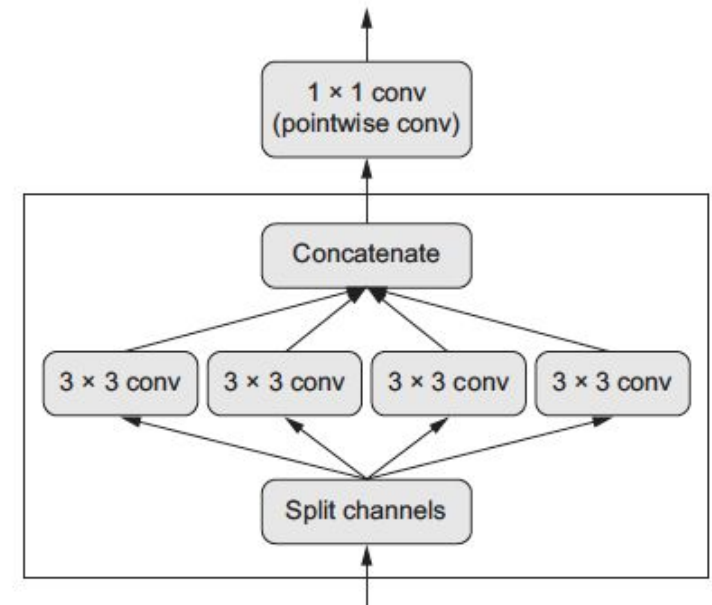 1 × 1 conv
(pointwise conv)
Concatenate
3 × 3 conv
3 × 3 conv
3 × 3 conv
3 × 3 conv
Split channels